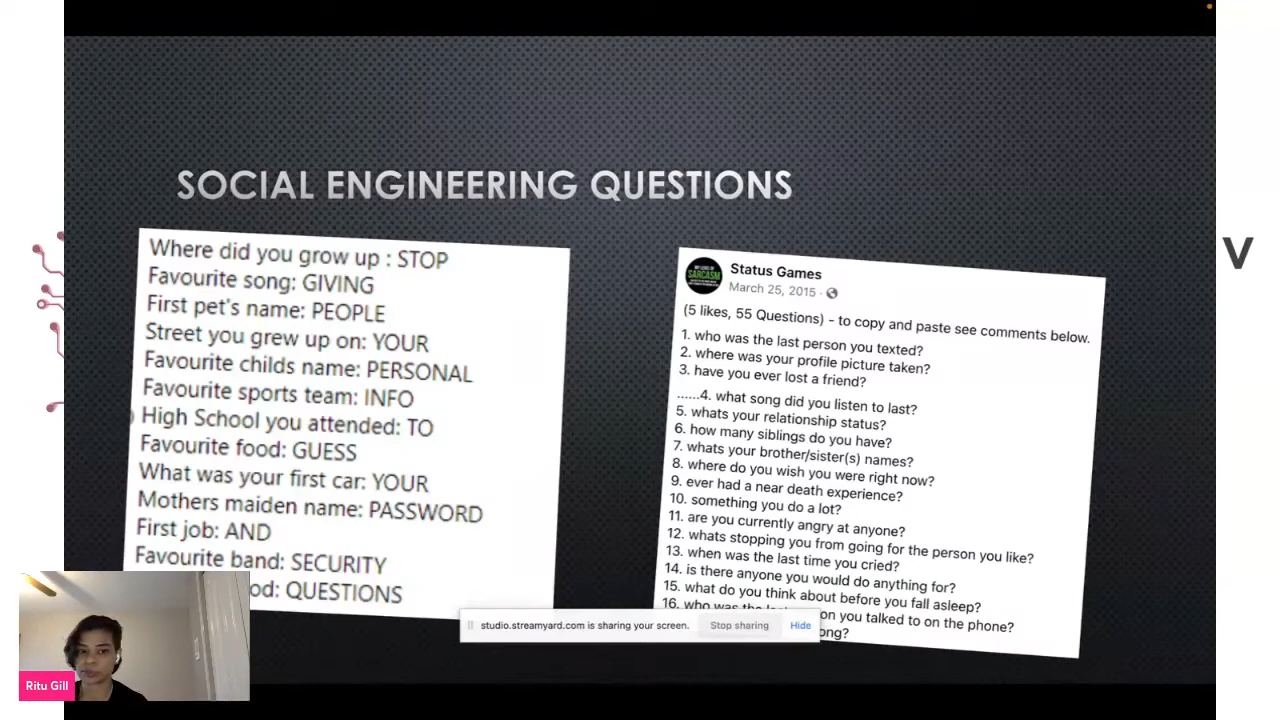 SOCIAL ENGINEERING QUESTIONS
Where did you grow up : STOP
Favourite song: GIVING
First pet's name: PEOPLE
Street you grew up on: YOUR
Favourite childs name: PERSONAL
Favourite sports team: INFO
High School you attended: TO
Favourite food: GUESS
What was your first car: YOUR
Mothers maiden name: PASSWORD
First job: AND
Favourite band: SECURITY
od: QUESTIONS
SARCASM
Status Games
March 25, 2015 ·
(5 likes, 55 Questions) - to copy and paste see comments below.
1. who was the last person you texted?
2. where was your profile picture taken?
3. have you ever lost a friend?
......4. what song did you listen to last?
5. whats your relationship status?
6. how many siblings do you have?
7. whats your brother/sister(s) names?
8. where do you wish you were right now?
9. ever had a near death experience?
10. something you do a lot?
11. are you currently angry at anyone?
12. whats stopping you from going for the person you like?
13. when was the last time you cried?
14. is there anyone you would do anything for?
15. what do you think about before you fall asleep?
16. who was the on you talked to on the phone?
ong?
studio.streamyard.com is sharing your screen.
Stop sharing
Hide
Ritu Gill
V